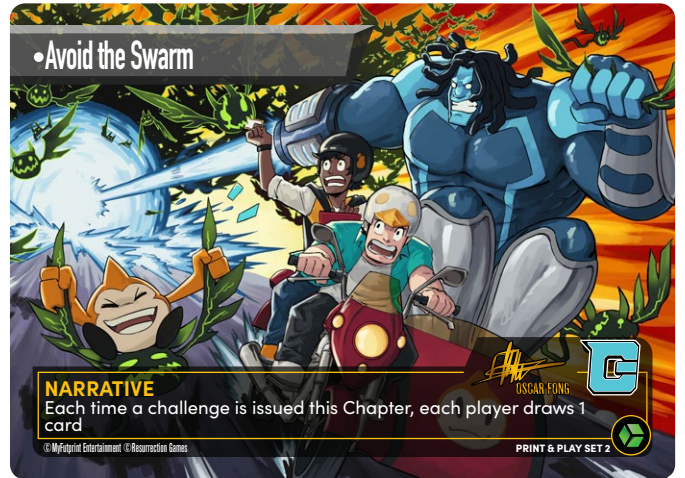 •Avoid the Swarm
OSCAR FONG
NARRATIVE
Each time a challenge is issued this Chapter, each player draws 1
card
©MyFutprint Entertainment ©Resurrection Games
PRINT & PLAY SET 2